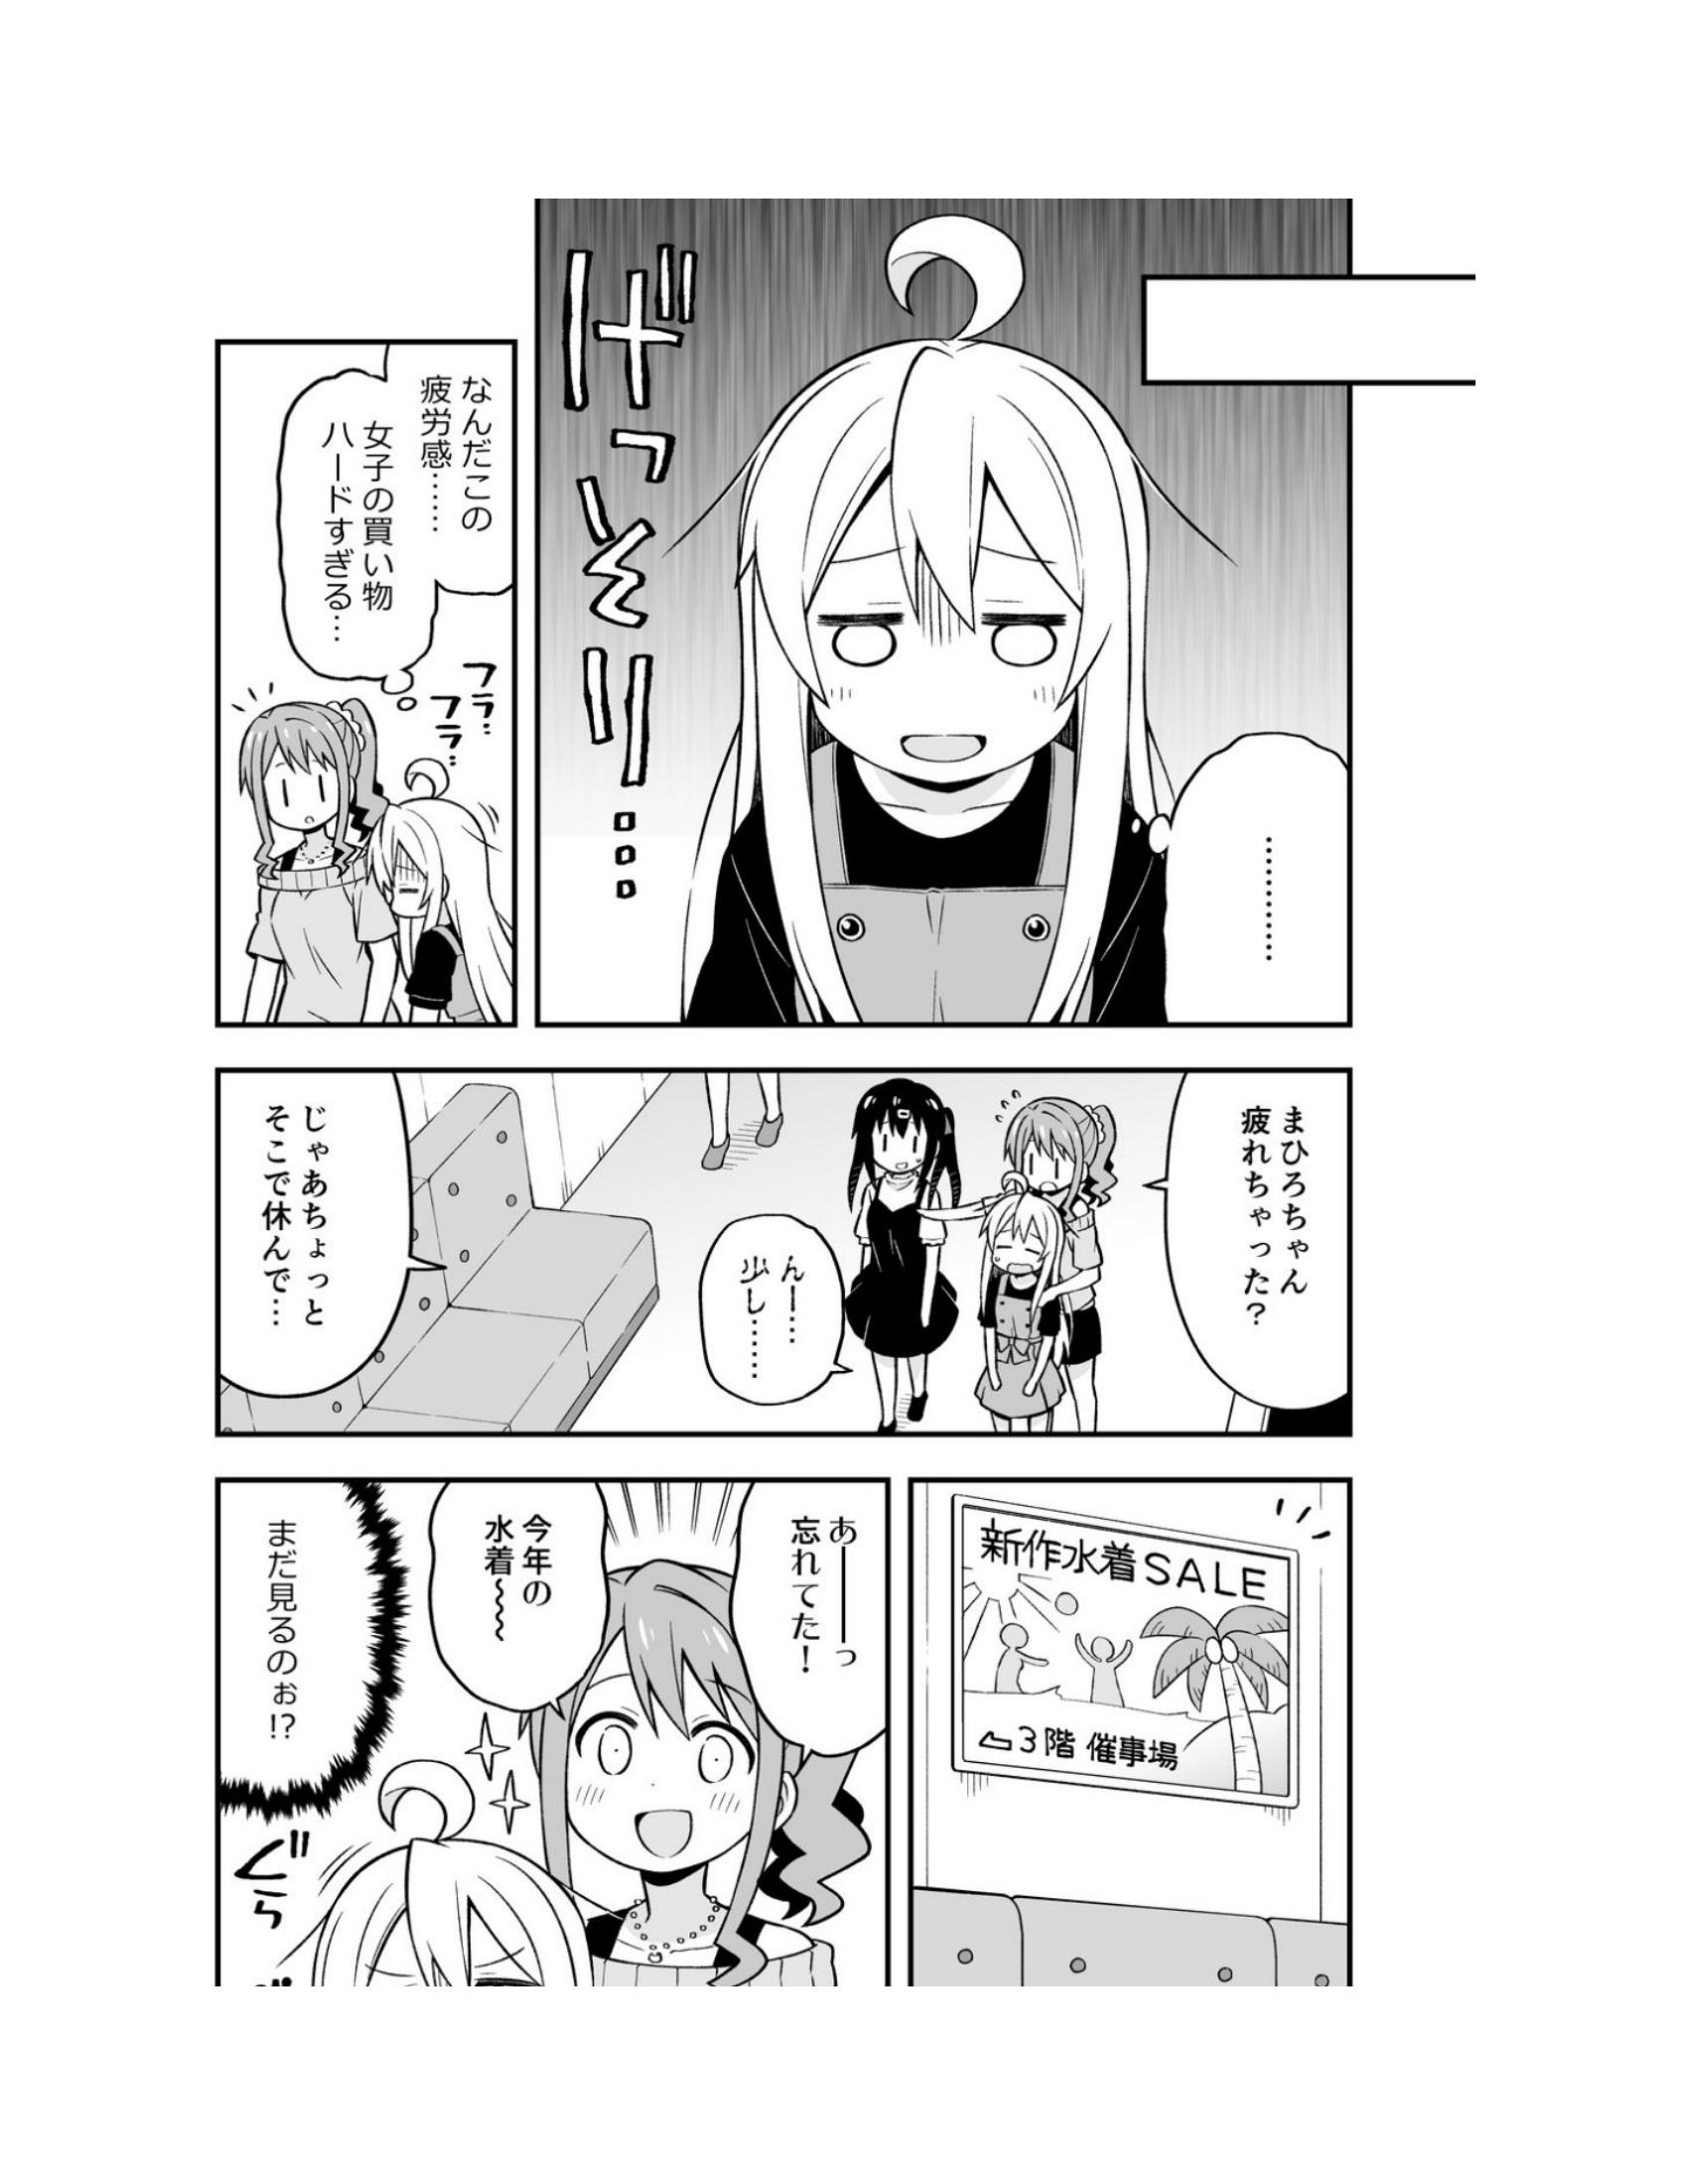 …………
げっそり…
なんだこの
疲労感……
女子の買い物
ハードすぎる…
フラ…
フラ…
まひろちゃん
疲れちゃった？
んー…
少し……
じゃあちょっと
そこで休んで…
新作水着SALE
3階 催事場
あーーっ
忘れてた！
今年の
水着～～
まだ見るのぉ!?
ぐら